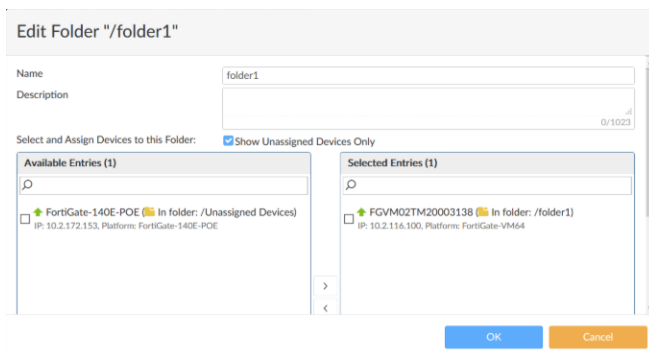 Edit Folder "/folder1"
Name
folder1
Description
0/1023
Select and Assign Devices to this Folder:
Show Unassigned Devices Only
Available Entries (1)
FortiGate-140E-POE (In folder: /Unassigned Devices)
IP: 10.2.172.153, Platform: FortiGate-140E-POE
>
<
Selected Entries (1)
FGVM02TM20003138 (In folder: /folder1)
IP: 10.2.116.100, Platform: FortiGate-VM64
OK
Cancel